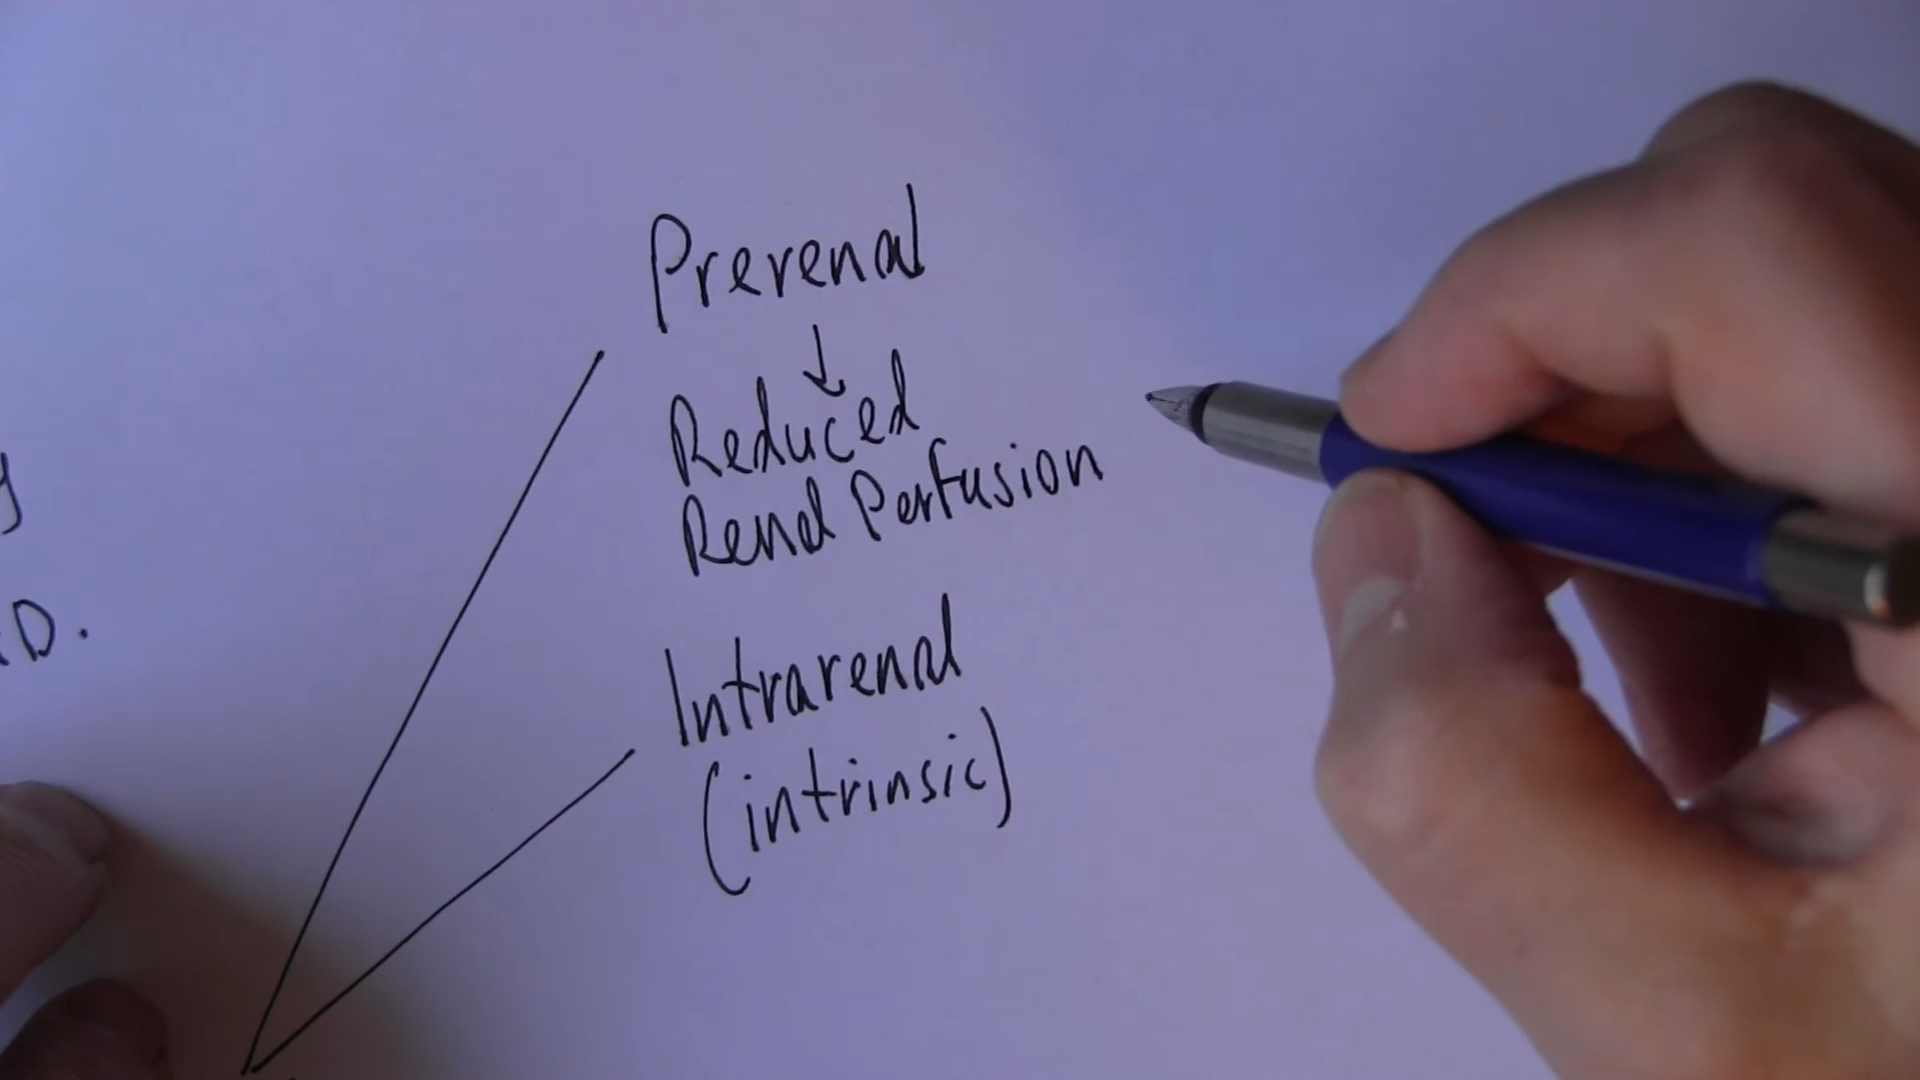 Prerenal
↓
Reduced
Renal Perfusion
Intrarenal
(intrinsic)
D.